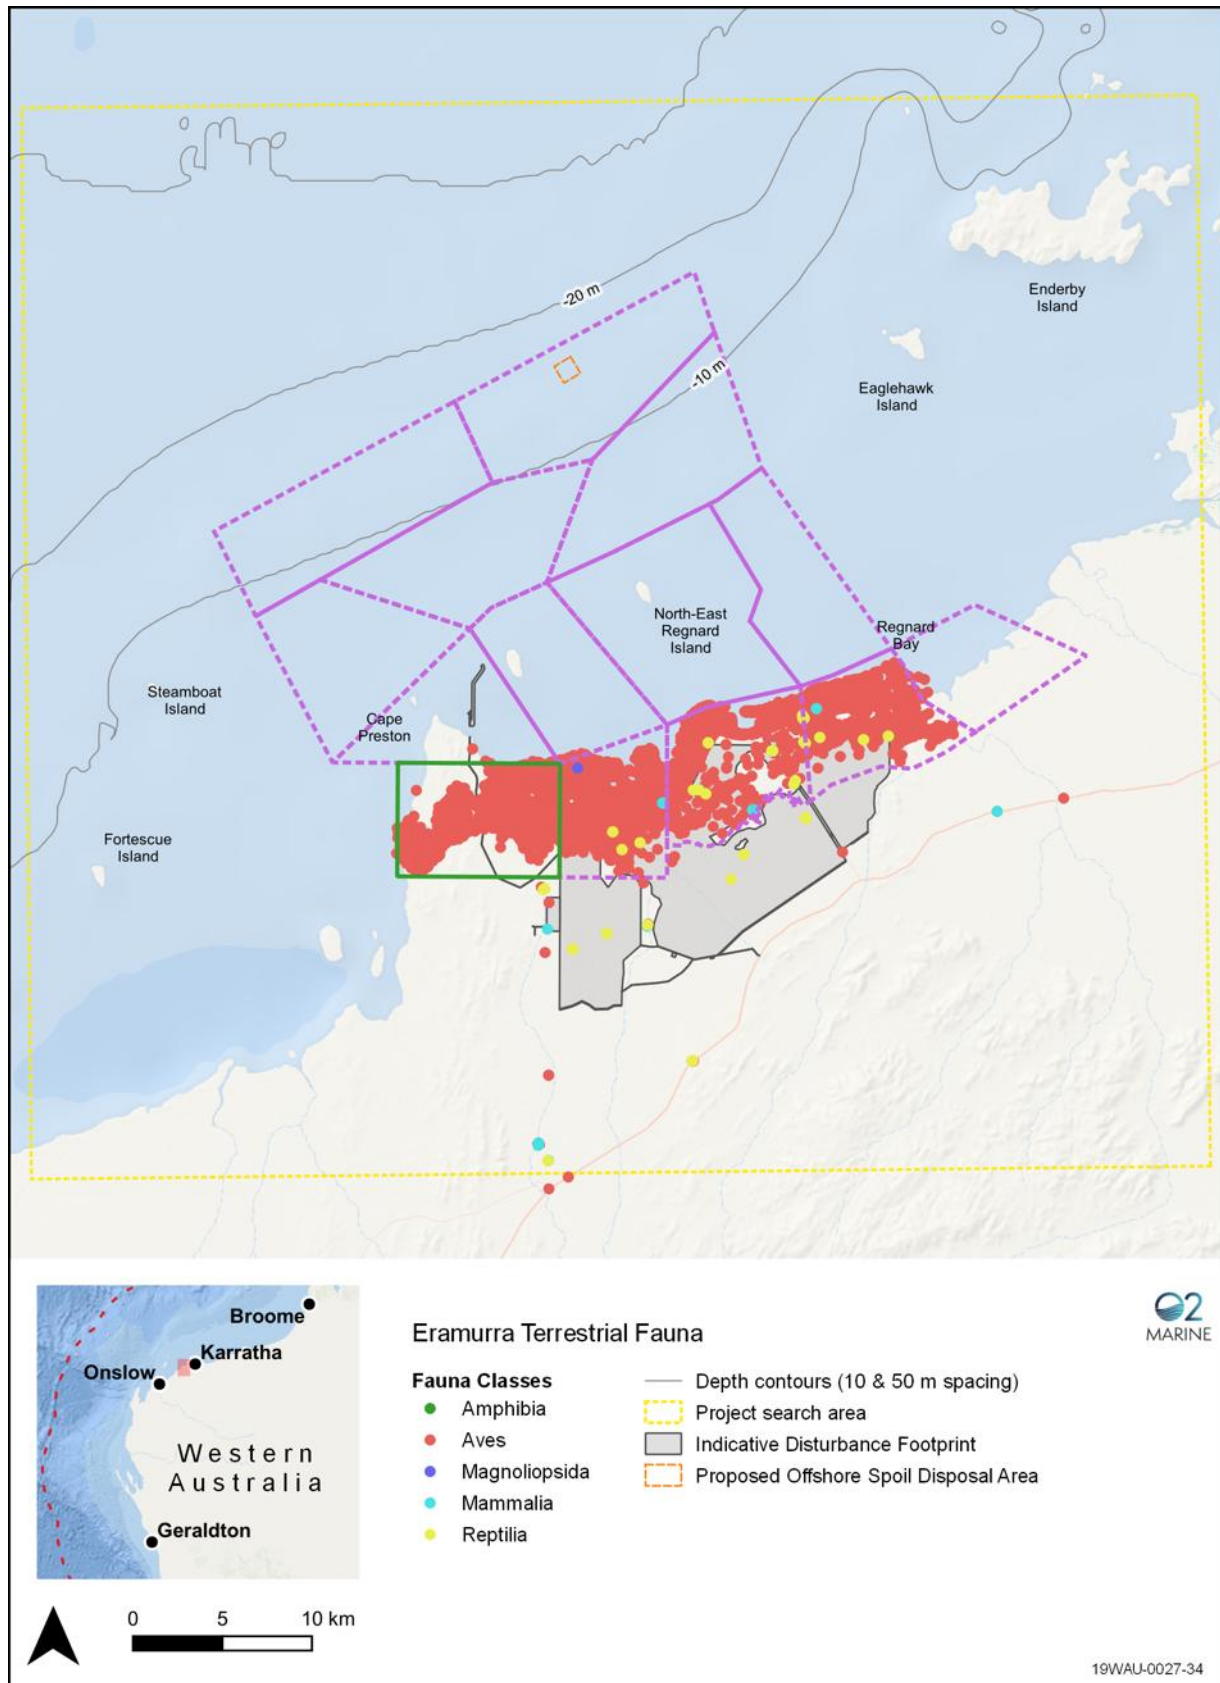 -20 m
Enderby
Island
-10 m
Eaglehawk
Island
North-East
Regnard
Island
Regnard
Bay
Steamboat
Island
Cape
Preston
Fortescue
Island
Broome
Karratha
Onslow
Western
Australia
Geraldton
0 5 10 km
Eramurra Terrestrial Fauna
Fauna Classes
Amphibia
Aves
Magnoliopsida
Mammalia
Reptilia
Depth contours (10 & 50 m spacing)
Project search area
Indicative Disturbance Footprint
Proposed Offshore Spoil Disposal Area
O2
MARINE
19WAU-0027-34